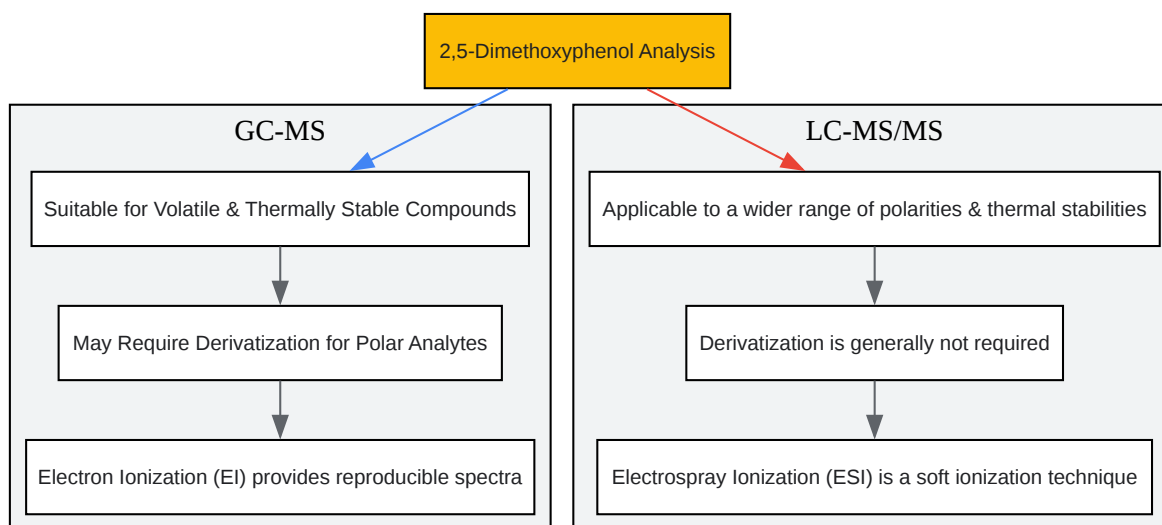 2,5-Dimethoxyphenol Analysis
GC-MS
Suitable for Volatile & Thermally Stable Compounds
May Require Derivatization for Polar Analytes
Electron Ionization (EI) provides reproducible spectra
LC-MS/MS
Applicable to a wider range of polarities & thermal stabilities
Derivatization is generally not required
Electrospray Ionization (ESI) is a soft ionization technique